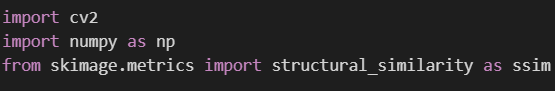 import cv2
import numpy as np
from skimage.metrics import structural_similarity as ssim